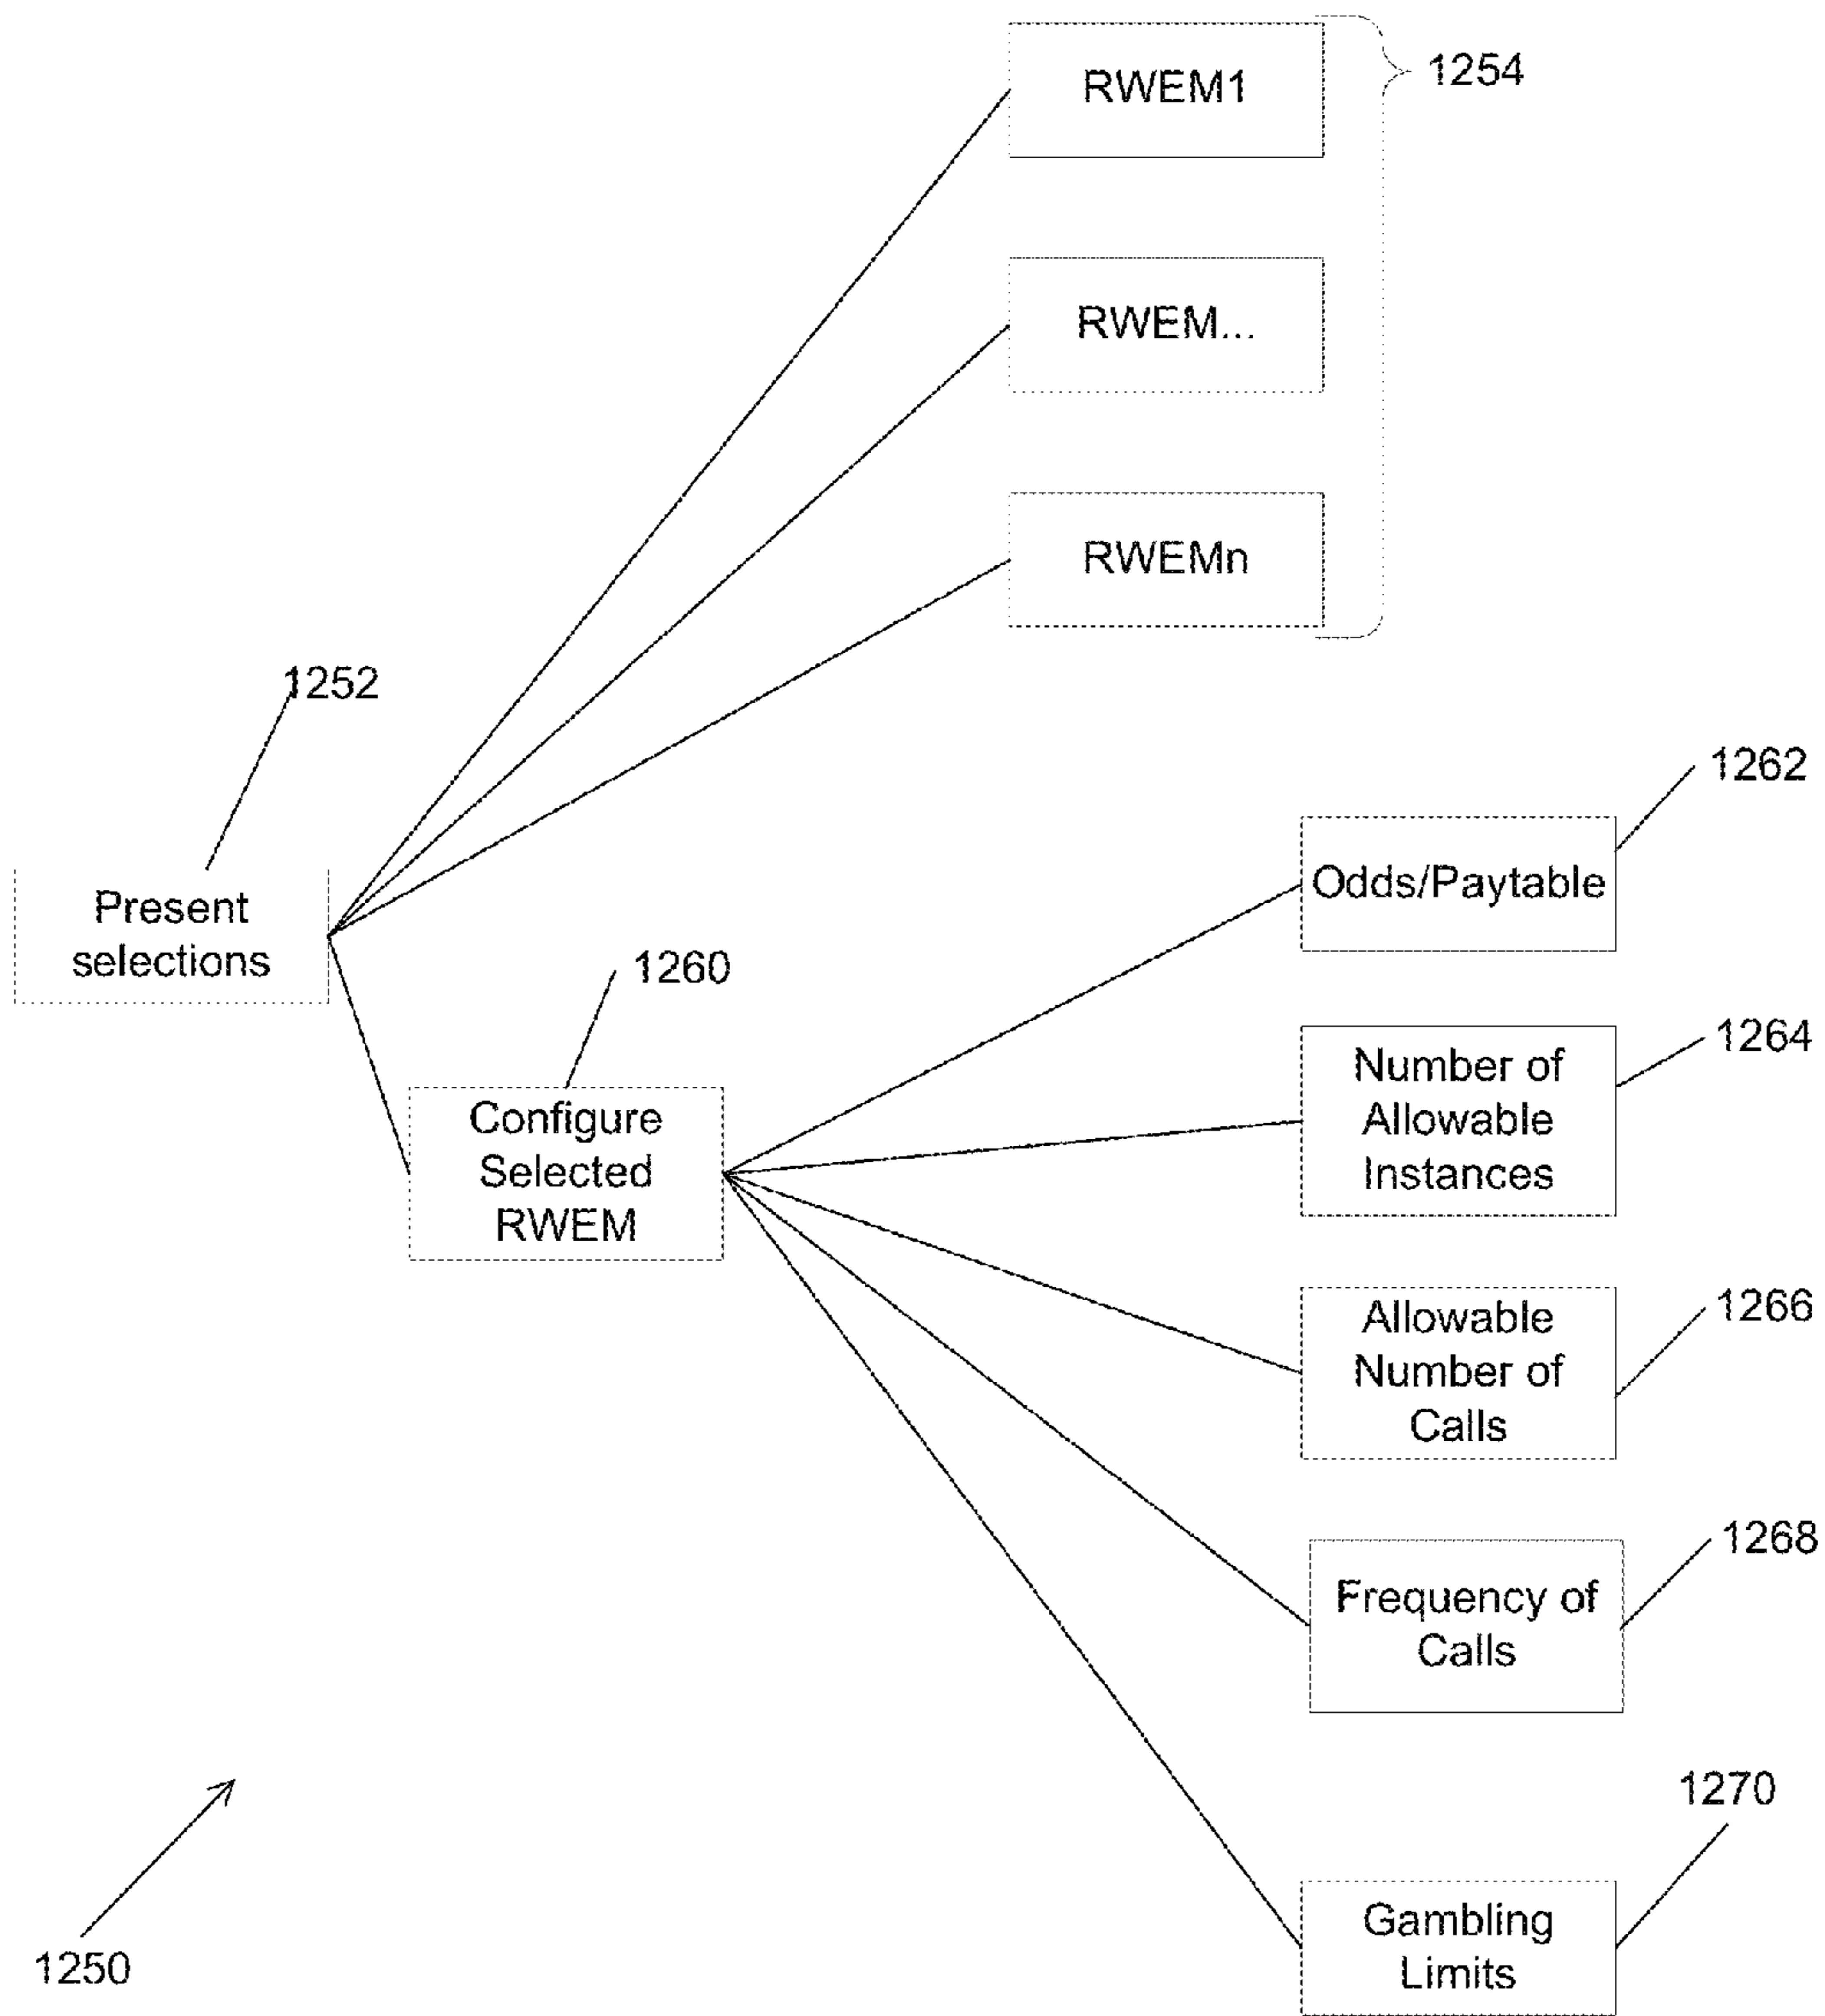 RWEM1
1254
RWEM...
RWEMn
1252
Present
selections
1260
Configure
Selected
RWEM
1262
Odds/Paytable
1264
Number of
Allowable
Instances
1266
Allowable
Number of
Calls
1268
Frequency of
Calls
1270
Gambling
Limits
1250